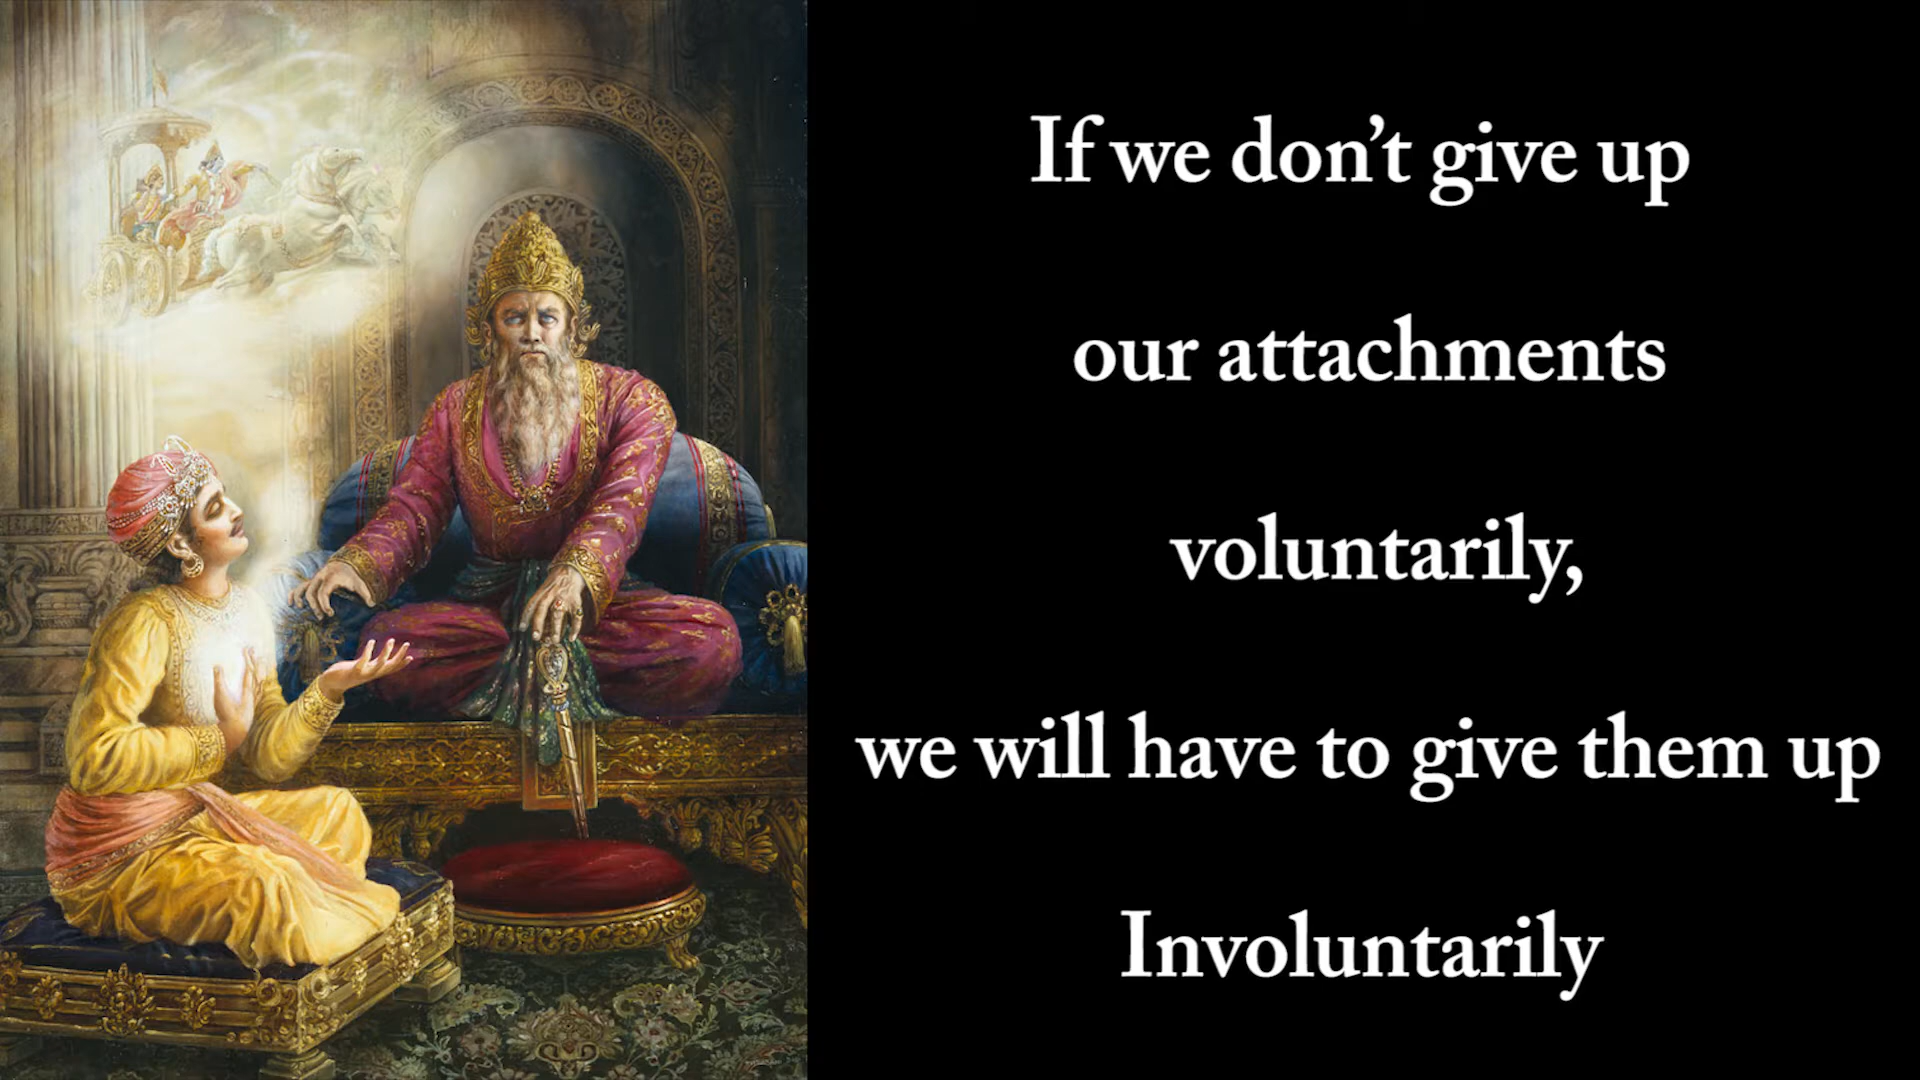 If we don’t give up
our attachments
voluntarily,
we will have to give them up
Involuntarily